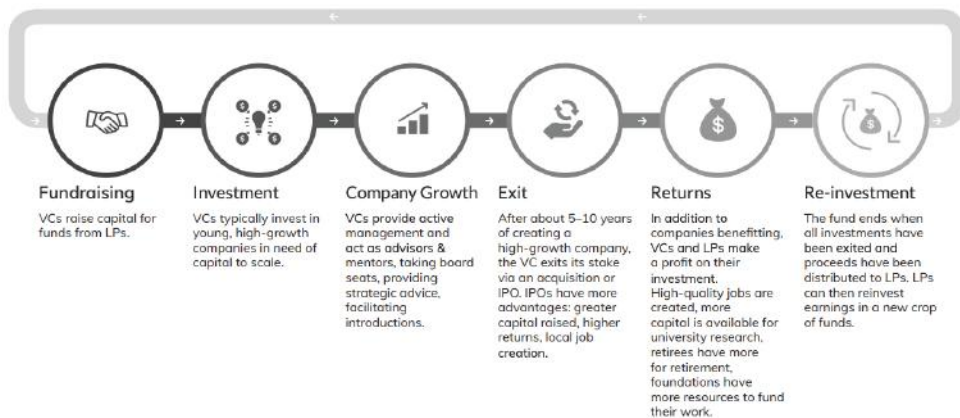 Fundraising
VCs raise capital for
funds from LPs.
Investment
VCs typically invest in
young, high-growth
companies in need of
capital to scale.
Company Growth
VCs provide active
management and
act as advisors &
mentors, taking board
seats, providing
strategic advice,
facilitating
introductions.
Exit
After about 5–10 years
of creating a
high-growth company,
the VC exits its stake
via an acquisition or
IPO. IPOs have more
advantages: greater
capital raised, higher
returns, local job
creation.
Returns
In addition to
companies benefitting,
VCs and LPs make
a profit on their
investment.
High-quality jobs are
created, more
capital is available for
university research,
retirees have more
for retirement,
foundations have
more resources to fund
their work.
Re-investment
The fund ends when
all investments have
been exited and
proceeds have been
distributed to LPs. LPs
can then reinvest
earnings in a new crop
of funds.